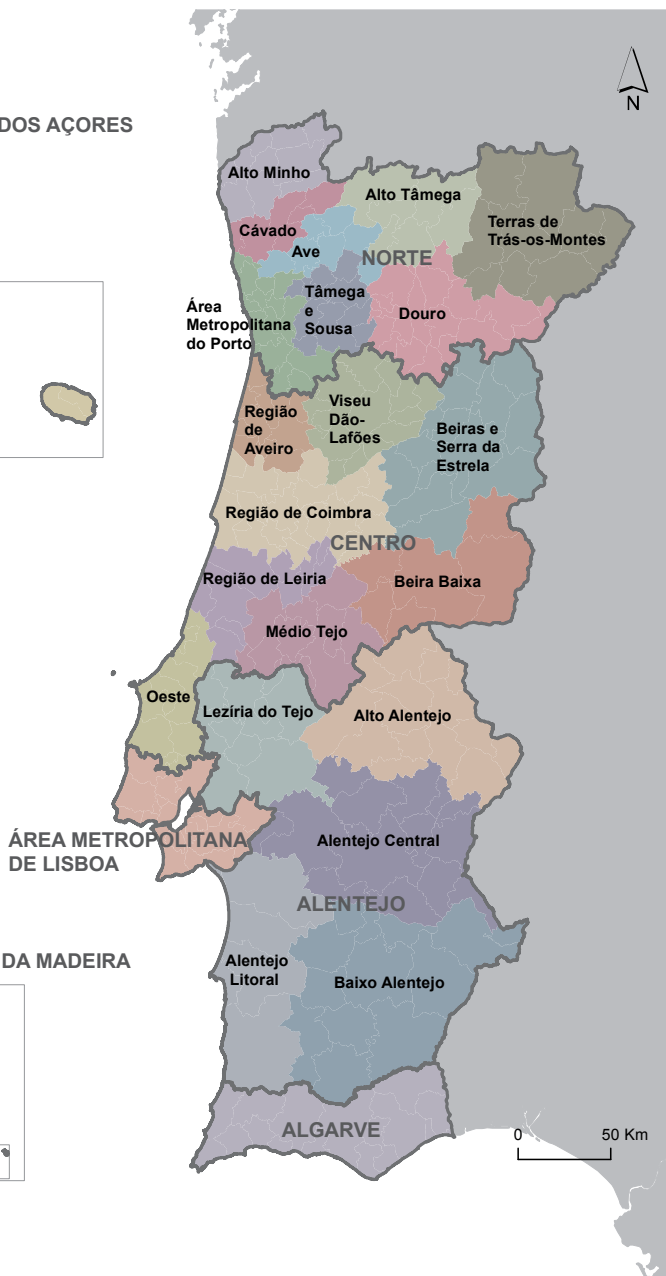 N
DOS AÇORES
Alto Minho
Alto Tâmega
Terras de
Trás-os-Montes
Cávado
Ave
NORTE
Tâmega
e
Sousa
Área
Metropolitana
do Porto
Douro
Viseu
Dão-
Lafões
Região
de
Aveiro
Beiras e
Serra da
Estrela
Região de Coimbra
CENTRO
Região de Leiria
Beira Baixa
Médio Tejo
Oeste
Lezíria do Tejo
Alto Alentejo
ÁREA METROPOLITANA
DE LISBOA
Alentejo Central
ALENTEJO
DA MADEIRA
Alentejo
Litoral
Baixo Alentejo
ALGARVE
0 50 Km